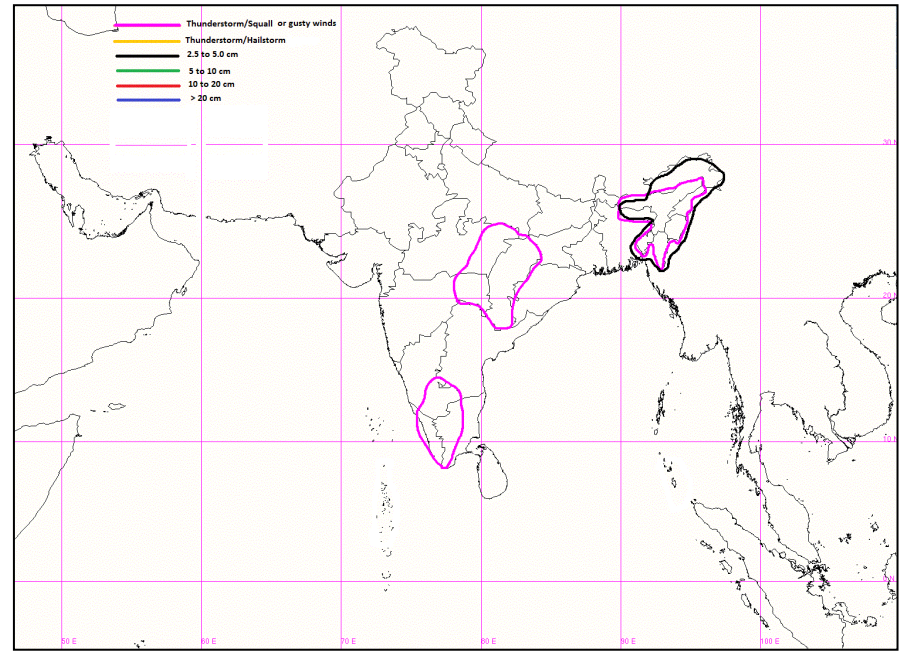 Thunderstorm/Squall or gusty winds
Thunderstorm/Hailstorm
2.5 to 5.0 cm
5 to 10 cm
10 to 20 cm
> 20 cm
30 N
20 N
10 N
50 E
60 E
70 E
80 E
90 E
100 E